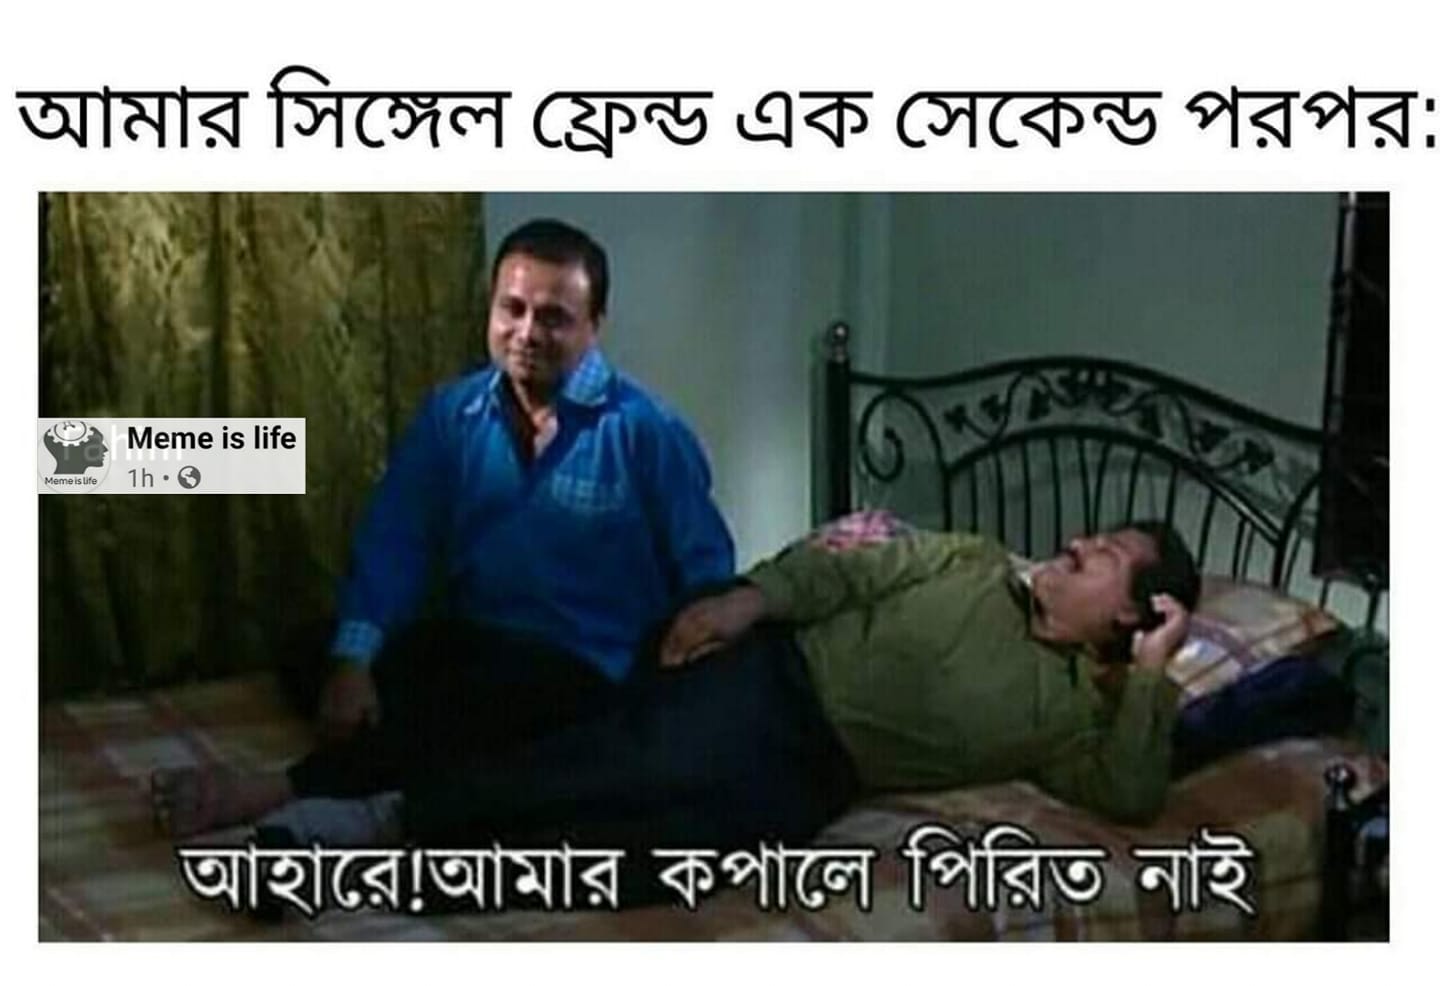 আমার সিঙ্গেল ফ্রেন্ড এক সেকেন্ড পরপর:
Meme is life
1h •
Meme is life
আহারে!আমার কপালে পিরিত নাই